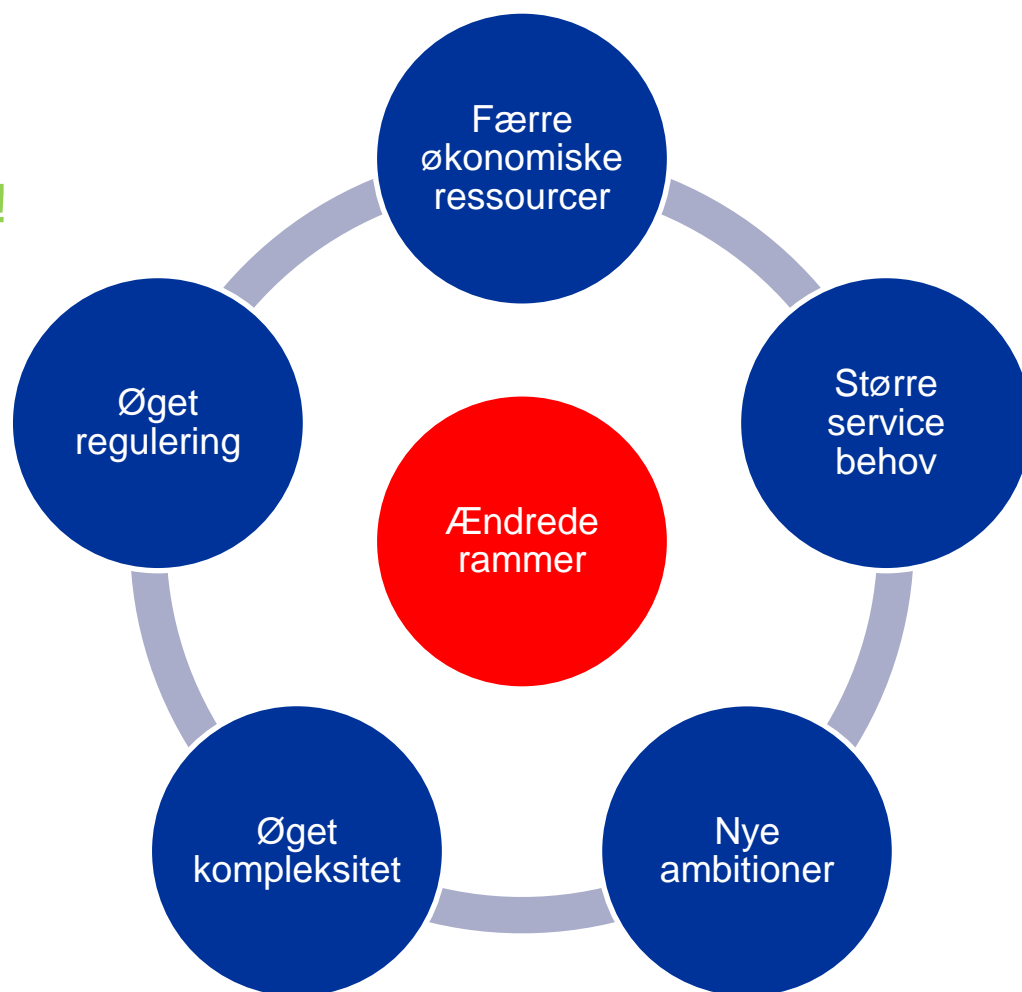 Færre
økonomiske
ressourcer
!
Større
service
behov
Øget
regulering
Ændrede
rammer
Øget
kompleksitet
Nye
ambitioner